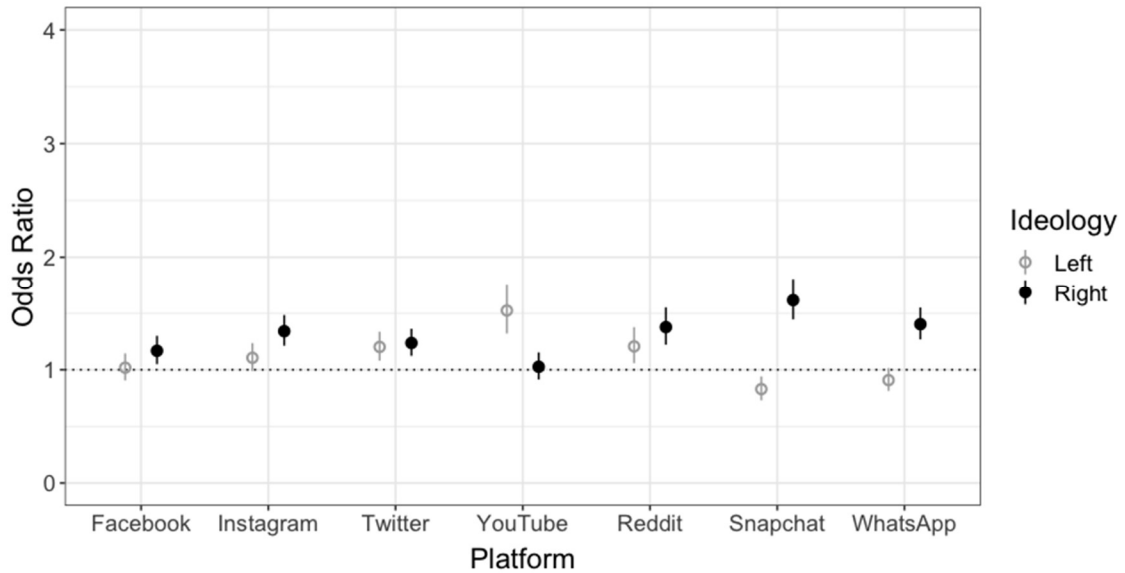 4
3
2
1
0
Odds Ratio
Facebook Instagram Twitter YouTube Reddit Snapchat WhatsApp
Platform
Ideology
Left
Right